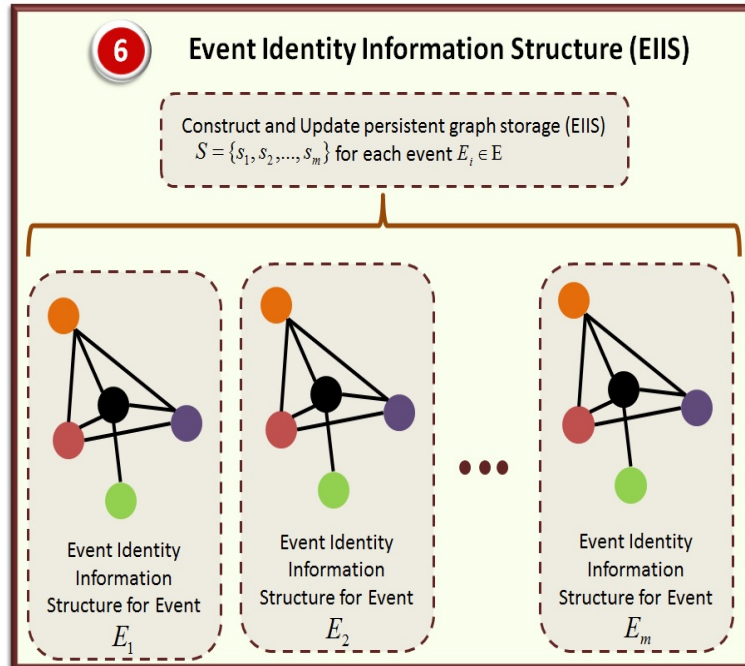 6 Event Identity Information Structure (EIIS)
Construct and Update persistent graph storage (EIIS)
S = {s₁, s₂, ..., sₘ} for each event Eᵢ ∈ E
Event Identity
Information
Structure for Event
E₁
Event Identity
Information
Structure for Event
E₂
Event Identity
Information
Structure for Event
Eₘ